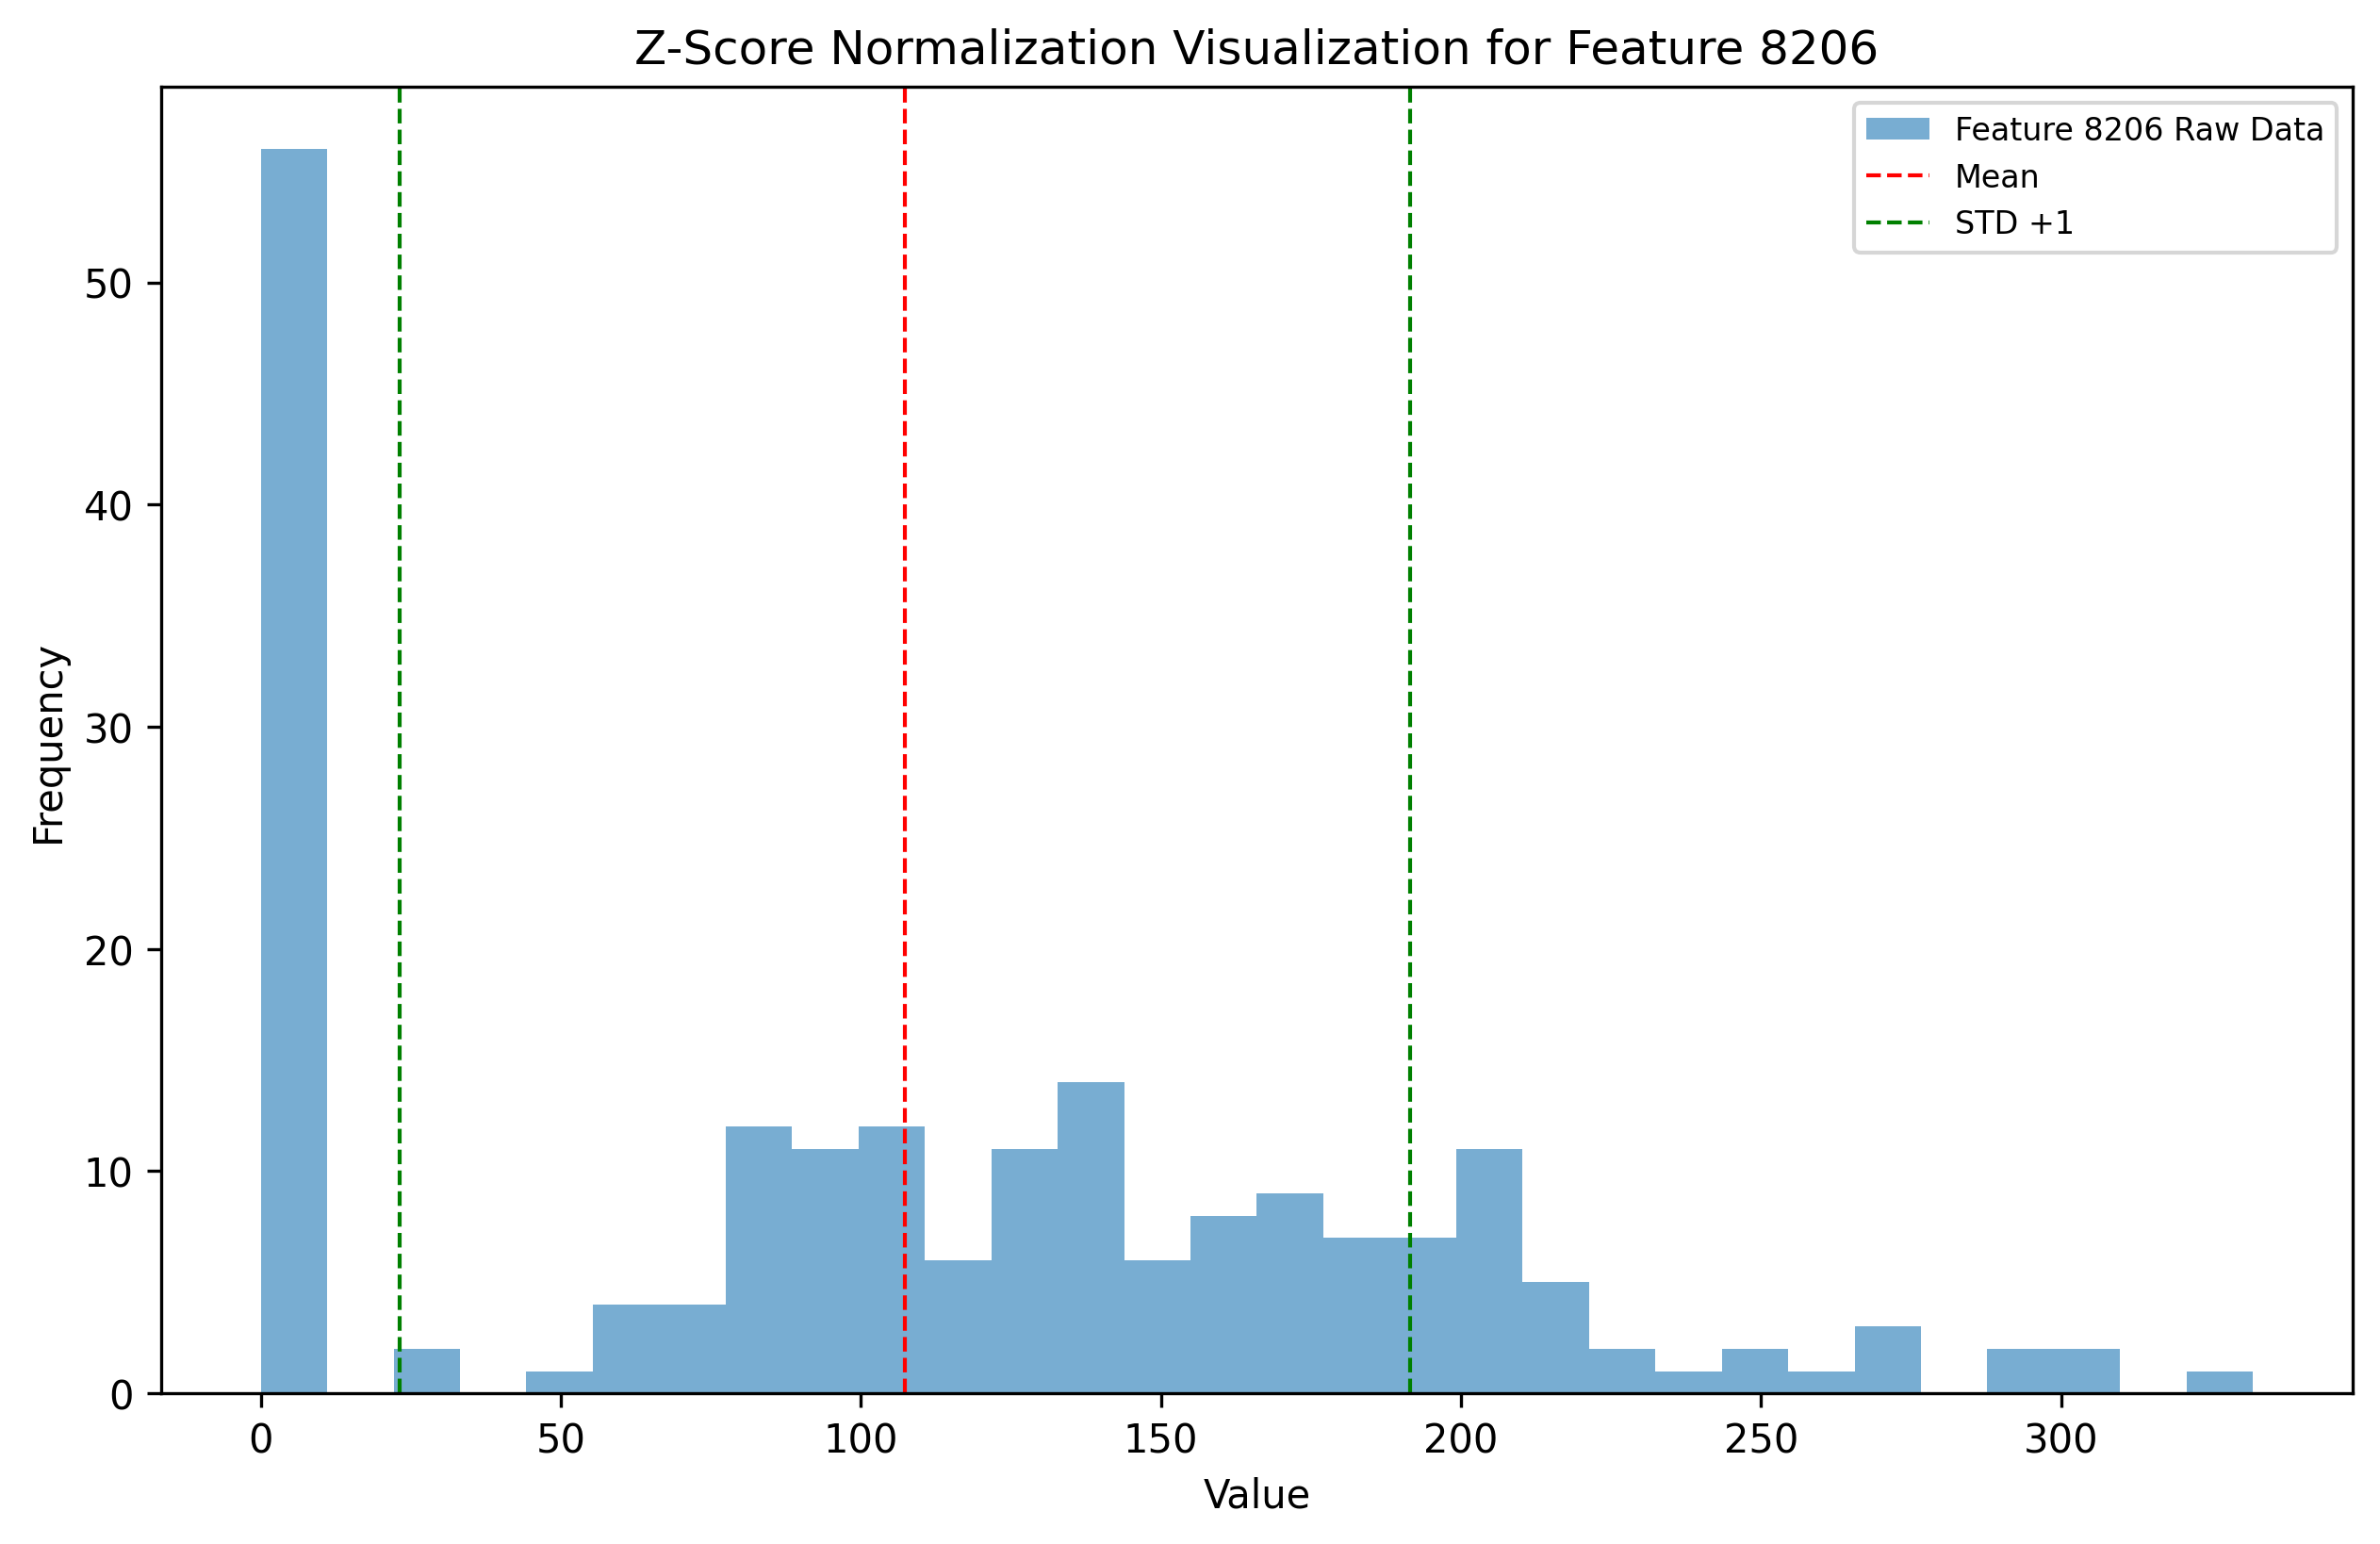 Z-Score Normalization Visualization for Feature 8206
Feature 8206 Raw Data
Mean
STD +1
Frequency
50
40
30
20
10
0
0 50 100 150 200 250 300
Value